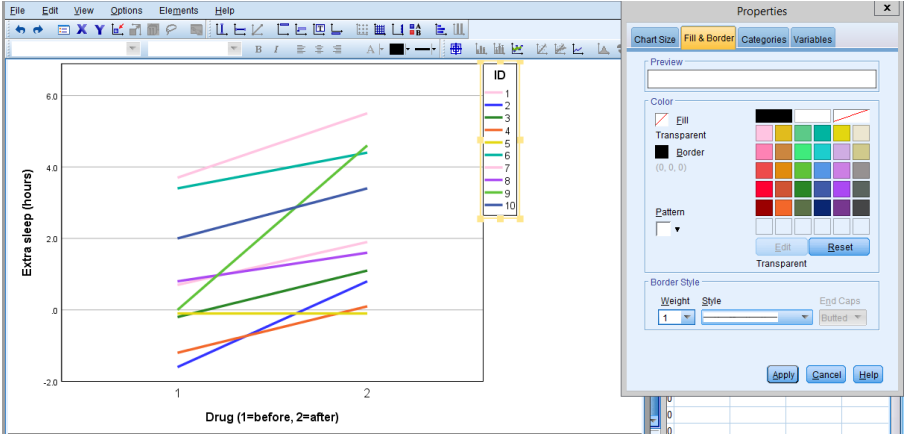 File Edit View Options Elements Help
Properties
X
X Y
B I
A
Chart Size Fill & Border Categories Variables
Preview
Color
Fill
Transparent
Border
(0, 0, 0)
Pattern
Edit Reset
Transparent
Border Style
Weight Style End Caps
1 Butted
Apply Cancel Help
ID
1
2
3
4
5
6
7
8
9
10
6.0
4.0
2.0
.0
-2.0
Extra sleep (hours)
1 2
Drug (1=before, 2=after)
0
0
0